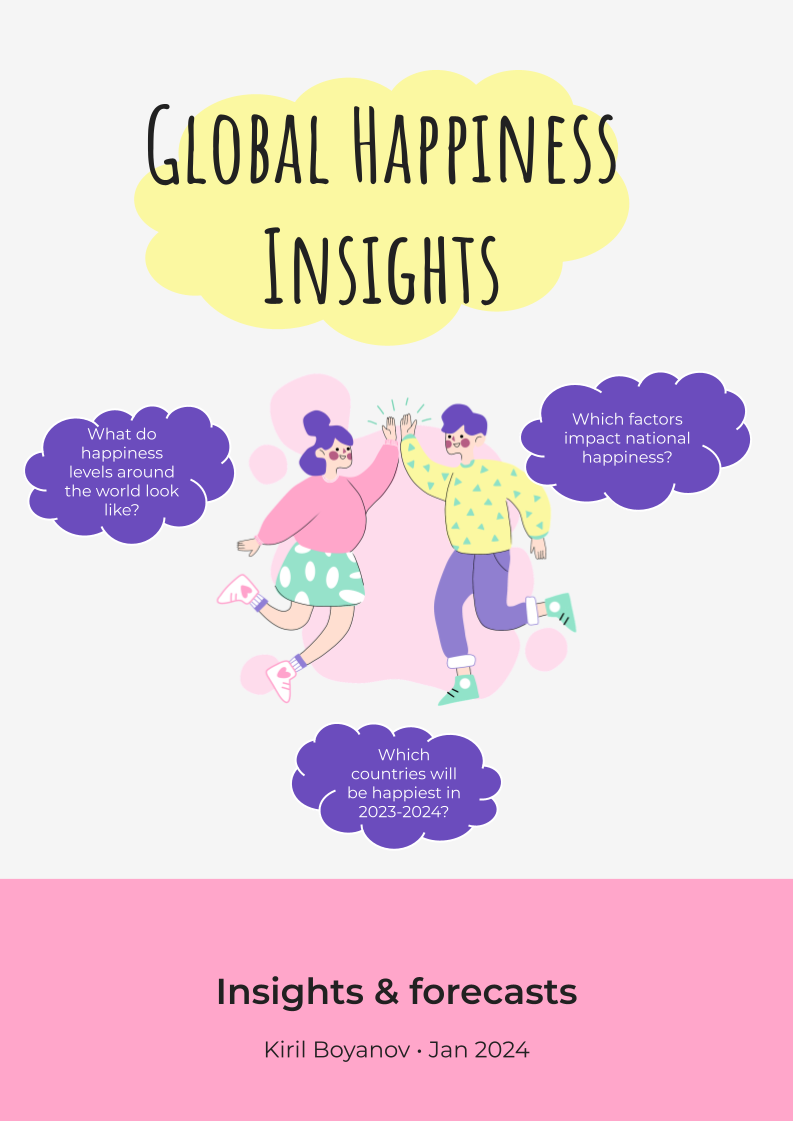 Global Happiness
Insights
What do
happiness
levels around
the world look
like?
Which factors
impact national
happiness?
Which
countries will
be happiest in
2023-2024?
Insights & forecasts
Kiril Boyanov • Jan 2024